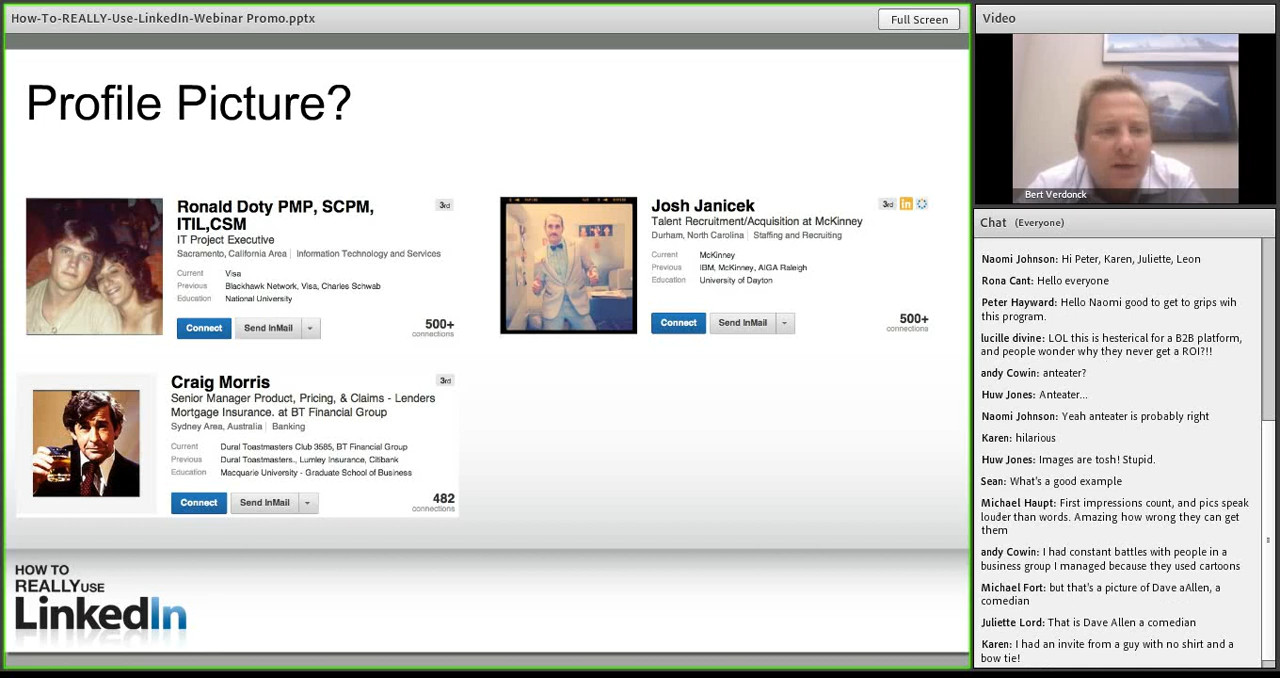 How-To-REALLY-Use-LinkedIn-Webinar Promo.pptx
Full Screen
Profile Picture?
Ronald Doty PMP, SCPM,
ITIL,CSM
3rd
IT Project Executive
Sacramento, California Area | Information Technology and Services
Current Visa
Previous Blackhawk Network, Visa, Charles Schwab
Education National University
Connect
Send InMail
500+
connections
Josh Janicek
3rd
in
Talent Recruitment/Acquisition at McKinney
Durham, North Carolina | Staffing and Recruiting
Current McKinney
Previous IBM, McKinney, AIGA Raleigh
Education University of Dayton
Connect
Send InMail
500+
connections
Craig Morris
3rd
Senior Manager Product, Pricing, & Claims - Lenders
Mortgage Insurance. at BT Financial Group
Sydney Area, Australia | Banking
Current Dural Toastmasters Club 3585, BT Financial Group
Previous Dural Toastmasters., Lumley Insurance, Citibank
Education Macquarie University - Graduate School of Business
Connect
Send InMail
482
connections
HOW TO
REALLY USE
LinkedIn
Video
Bert Verdonck
Chat (Everyone)
Naomi Johnson: Hi Peter, Karen, Juliette, Leon
Rona Cant: Hello everyone
Peter Hayward: Hello Naomi good to get to grips wih
this program.
lucille divine: LOL this is hesterical for a B2B platform,
and people wonder why they never get a ROI?!!
andy Cowin: anteater?
Huw Jones: Anteater...
Naomi Johnson: Yeah anteater is probably right
Karen: hilarious
Huw Jones: Images are tosh! Stupid.
Sean: What's a good example
Michael Haupt: First impressions count, and pics speak
louder than words. Amazing how wrong they can get
them
andy Cowin: I had constant battles with people in a
business group I managed because they used cartoons
Michael Fort: but that's a picture of Dave aAllen, a
comedian
Juliette Lord: That is Dave Allen a comedian
Karen: I had an invite from a guy with no shirt and a
bow tie!